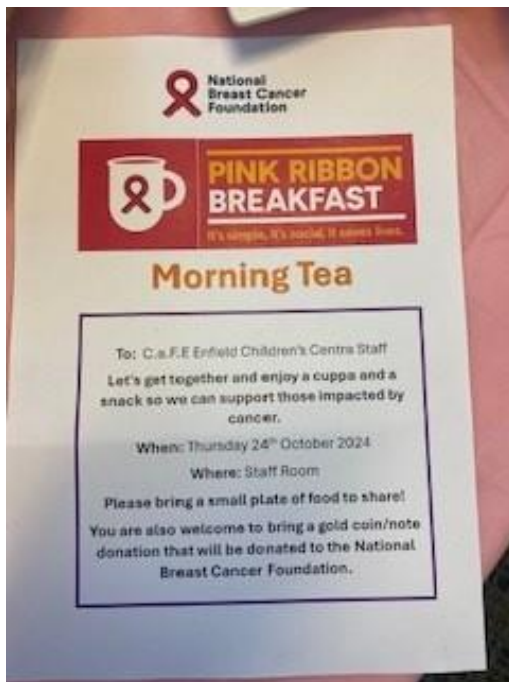 National
Breast Cancer
Foundation
PINK RIBBON
BREAKFAST
It's simple. It's social. It saves lives.
Morning Tea
To: C.a.F.E Enfield Children's Centre Staff
Let's get together and enjoy a cuppa and a
snack so we can support those impacted by
cancer.
When: Thursday 24th October 2024
Where: Staff Room
Please bring a small plate of food to share!
You are also welcome to bring a gold coin/note
donation that will be donated to the National
Breast Cancer Foundation.